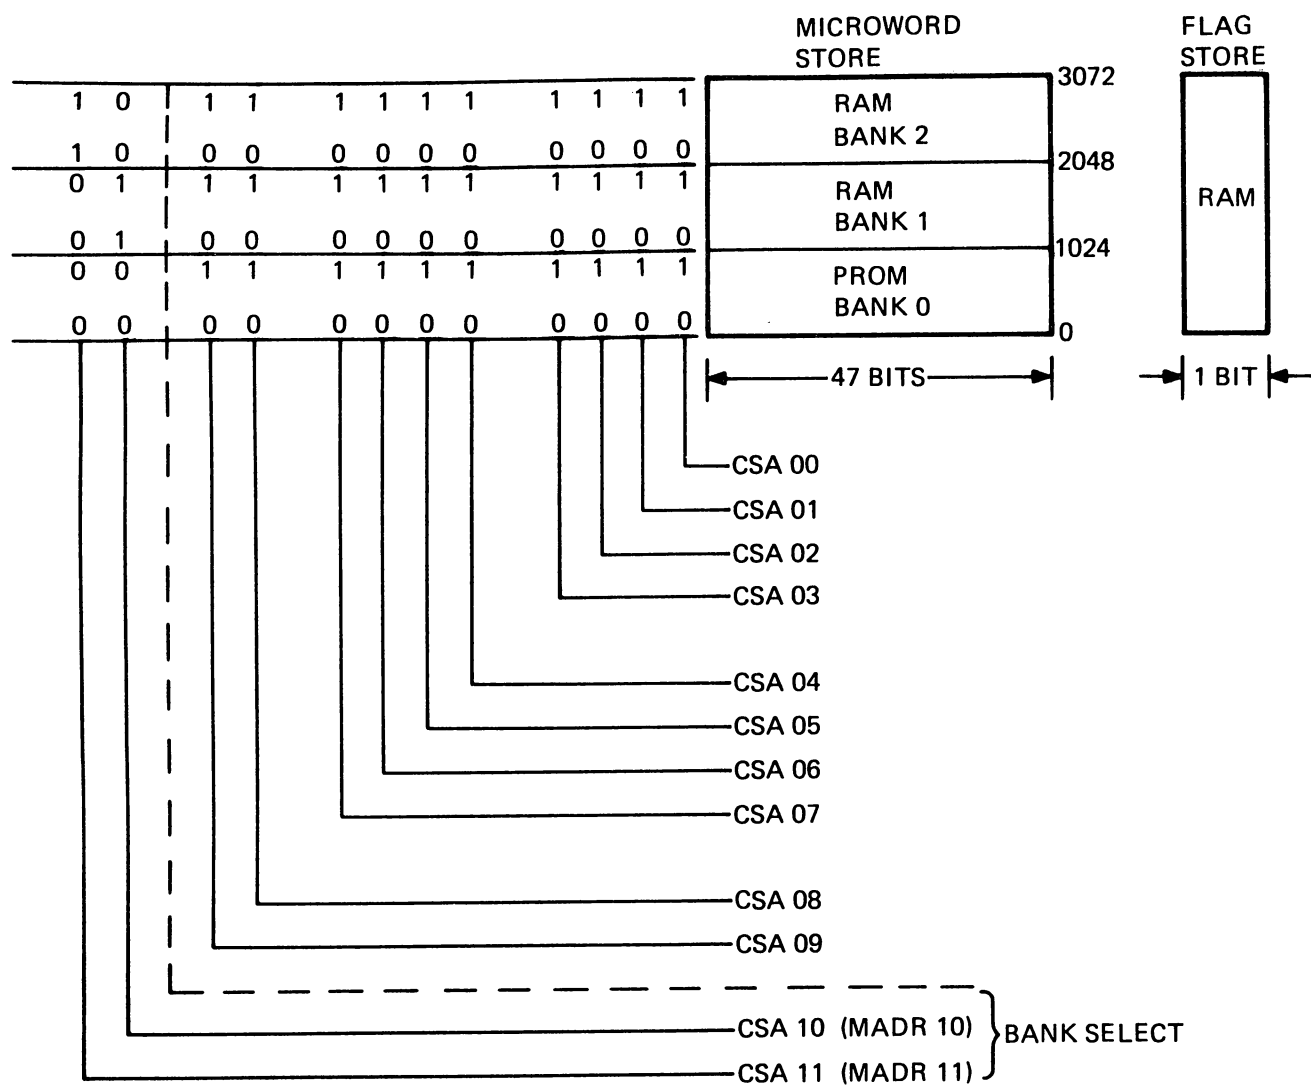 MICROWORD STORE
FLAG STORE
3072
1 0 1 1 1 1 1 1 1 1 1 1
RAM BANK 2
1 0 0 0 0 0 0 0 0 0 0 0
2048
0 1 1 1 1 1 1 1 1 1 1 1
RAM BANK 1
RAM
0 1 0 0 0 0 0 0 0 0 0 0
1024
0 0 1 1 1 1 1 1 1 1 1 1
PROM BANK 0
0 0 0 0 0 0 0 0 0 0 0 0
0
47 BITS
1 BIT
CSA 00
CSA 01
CSA 02
CSA 03
CSA 04
CSA 05
CSA 06
CSA 07
CSA 08
CSA 09
CSA 10 (MADR 10)
BANK SELECT
CSA 11 (MADR 11)